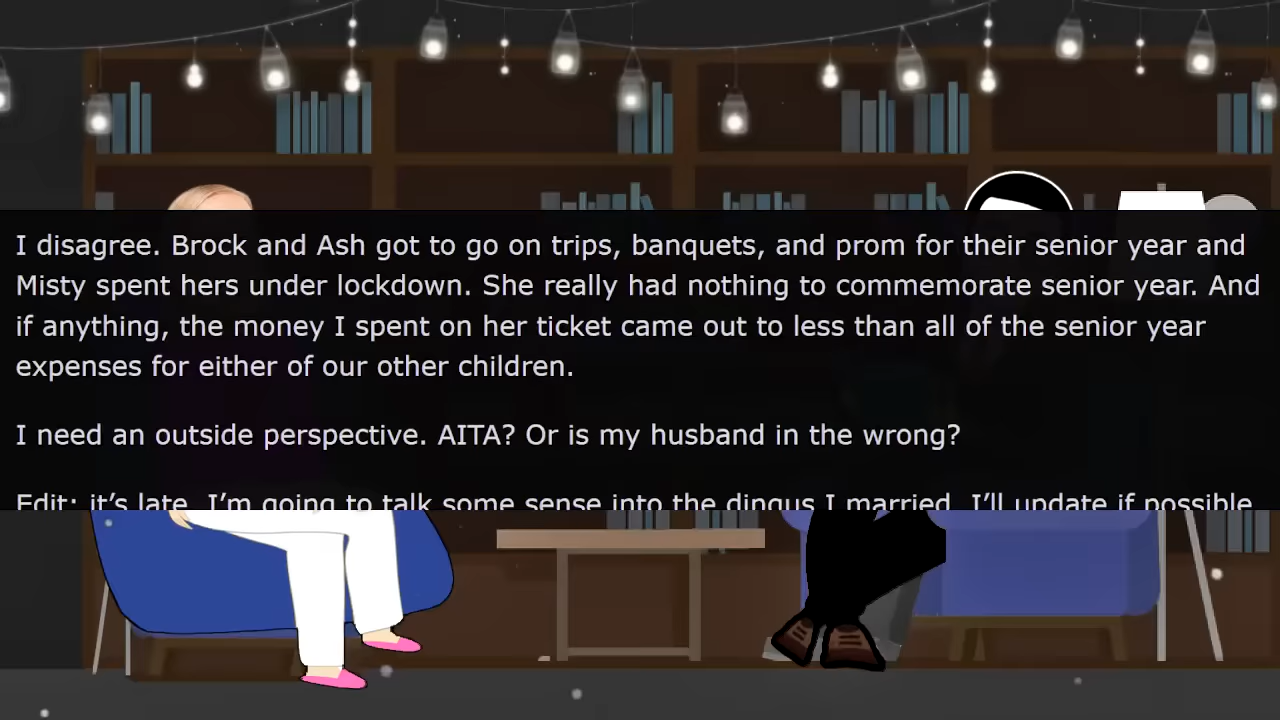 I disagree. Brock and Ash got to go on trips, banquets, and prom for their senior year and
Misty spent hers under lockdown. She really had nothing to commemorate senior year. And
if anything, the money I spent on her ticket came out to less than all of the senior year
expenses for either of our other children.
I need an outside perspective. AITA? Or is my husband in the wrong?
Edit: it’s late. I’m going to talk some sense into the dingus I married. I’ll update if possible